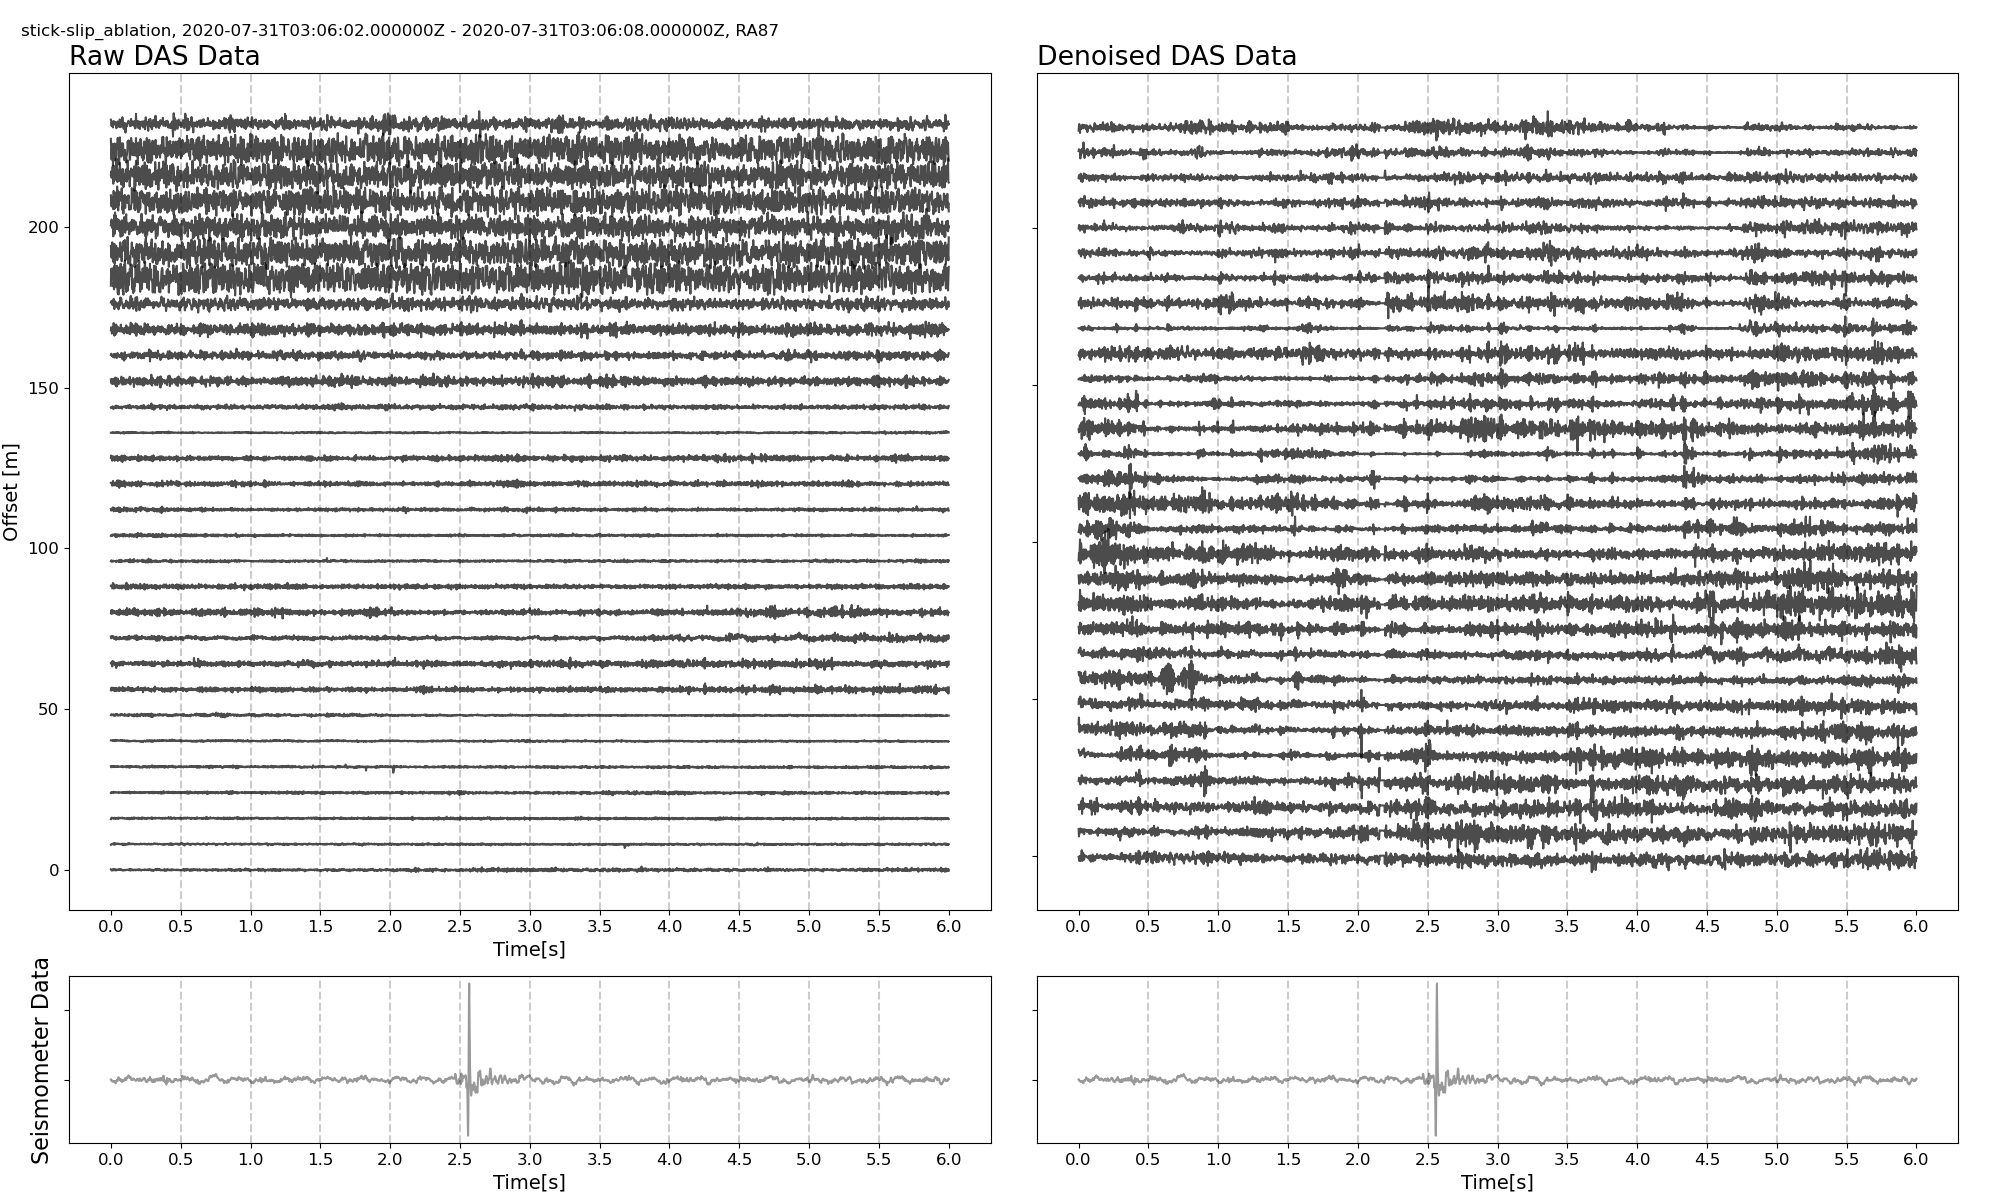 stick-slip_ablation, 2020-07-31T03:06:02.000000Z - 2020-07-31T03:06:08.000000Z, RA87
Raw DAS Data
Denoised DAS Data
Offset [m]
200
150
100
50
0
0.0 0.5 1.0 1.5 2.0 2.5 3.0 3.5 4.0 4.5 5.0 5.5 6.0
Time[s]
0.0 0.5 1.0 1.5 2.0 2.5 3.0 3.5 4.0 4.5 5.0 5.5 6.0
Seismometer Data
0.0 0.5 1.0 1.5 2.0 2.5 3.0 3.5 4.0 4.5 5.0 5.5 6.0
Time[s]
0.0 0.5 1.0 1.5 2.0 2.5 3.0 3.5 4.0 4.5 5.0 5.5 6.0
Time[s]